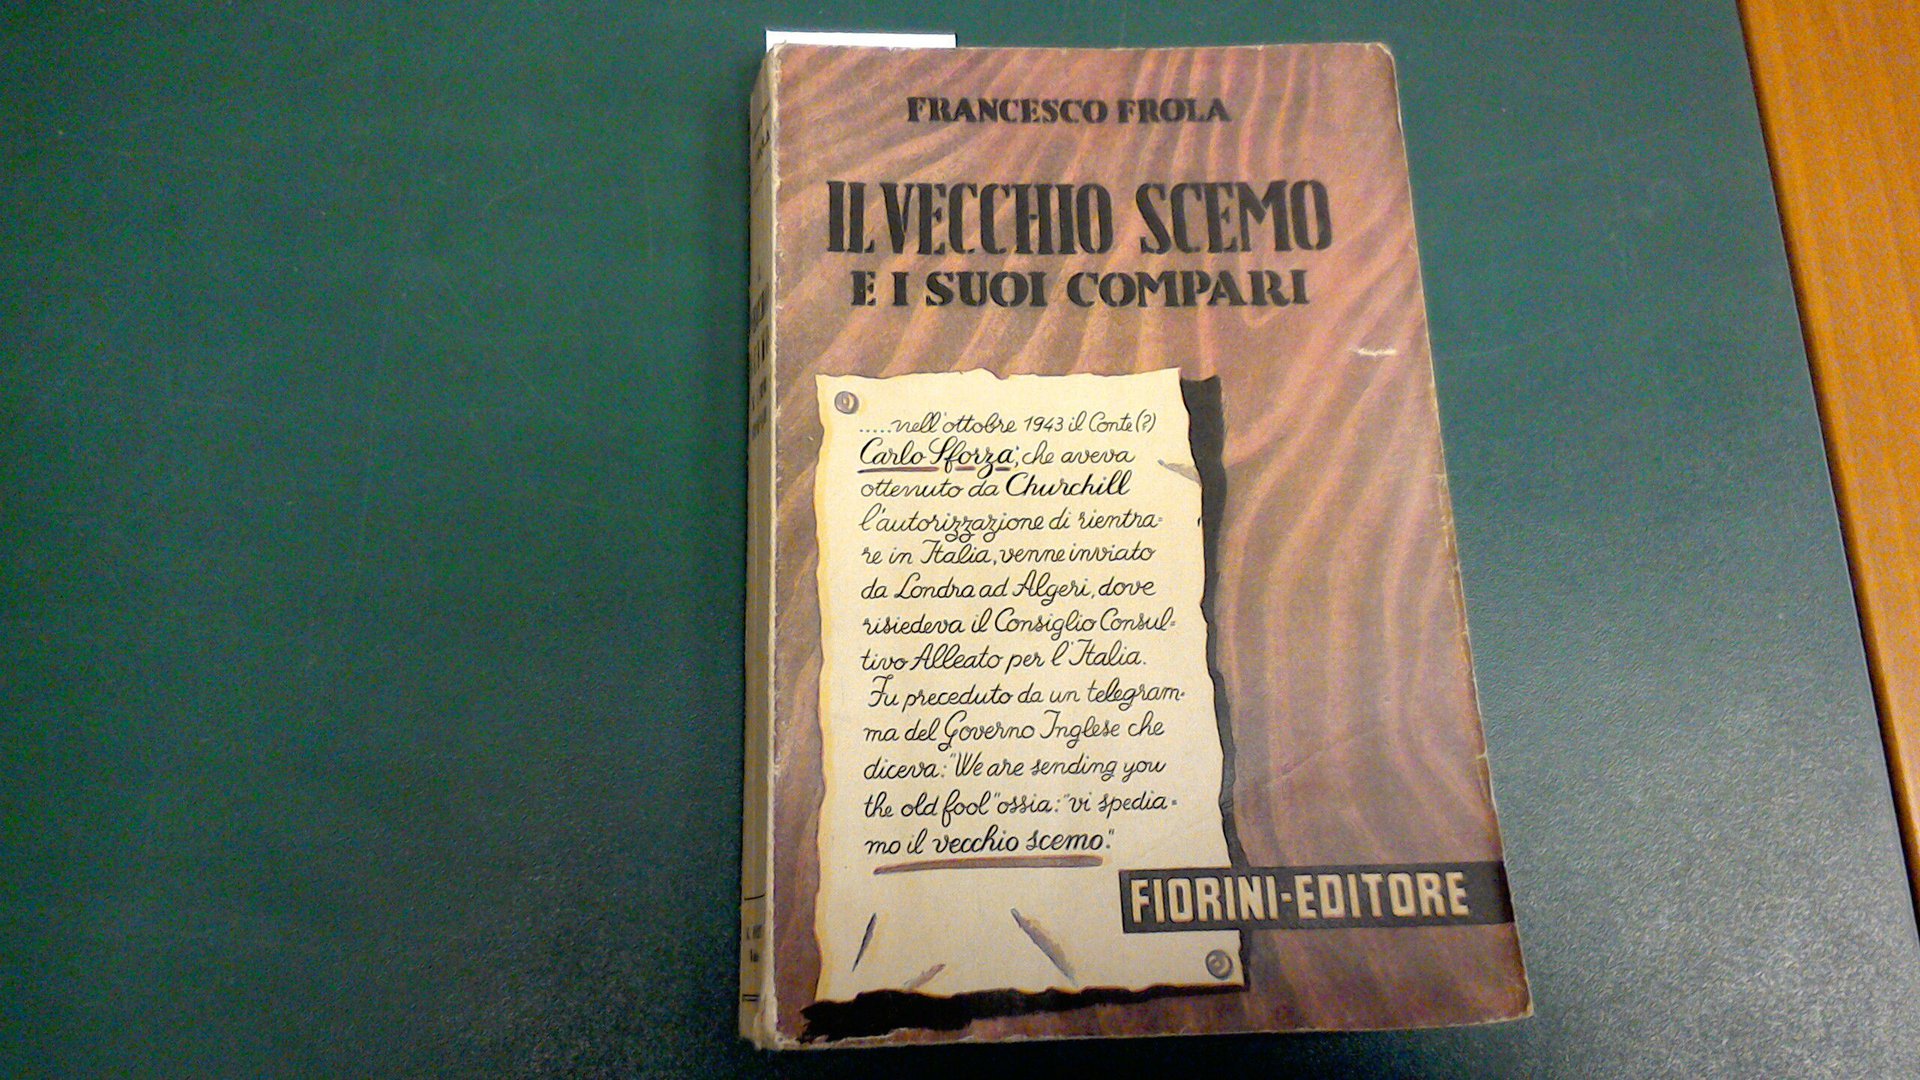 FRANCESCO FROLA
IL VECCHIO SCEMO
E I SUOI COMPARI
.....nell'ottobre 1943 il Conte (?)
Carlo Sforza, che aveva
ottenuto da Churchill
l'autorizzazione di rientra=
re in Italia, venne inviato
da Londra ad Algeri, dove
risiedeva il Consiglio Consul=
tivo Alleato per l'Italia.
Fu preceduto da un telegram=
ma del Governo Inglese che
diceva: "We are sending you
the old fool" ossia: "vi spedia=
mo il vecchio scemo."
FIORINI-EDITORE